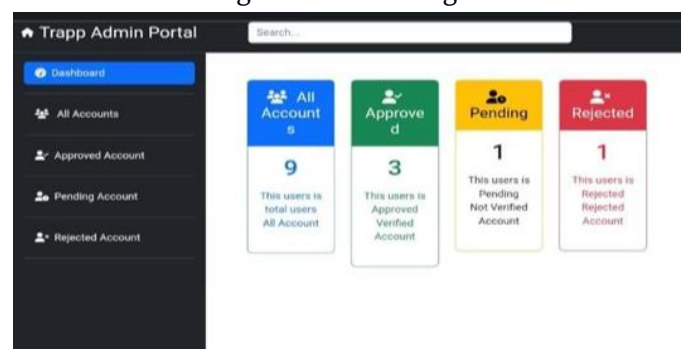 Trapp Admin Portal
Search...
Dashboard
All Accounts
Approved Account
Pending Account
Rejected Account
All
Account
s
9
This users is
total users
All Account
Approve
d
3
This users is
Approved
Verified
Account
Pending
1
This users is
Pending
Not Verified
Account
Rejected
1
This users is
Rejected
Rejected
Account